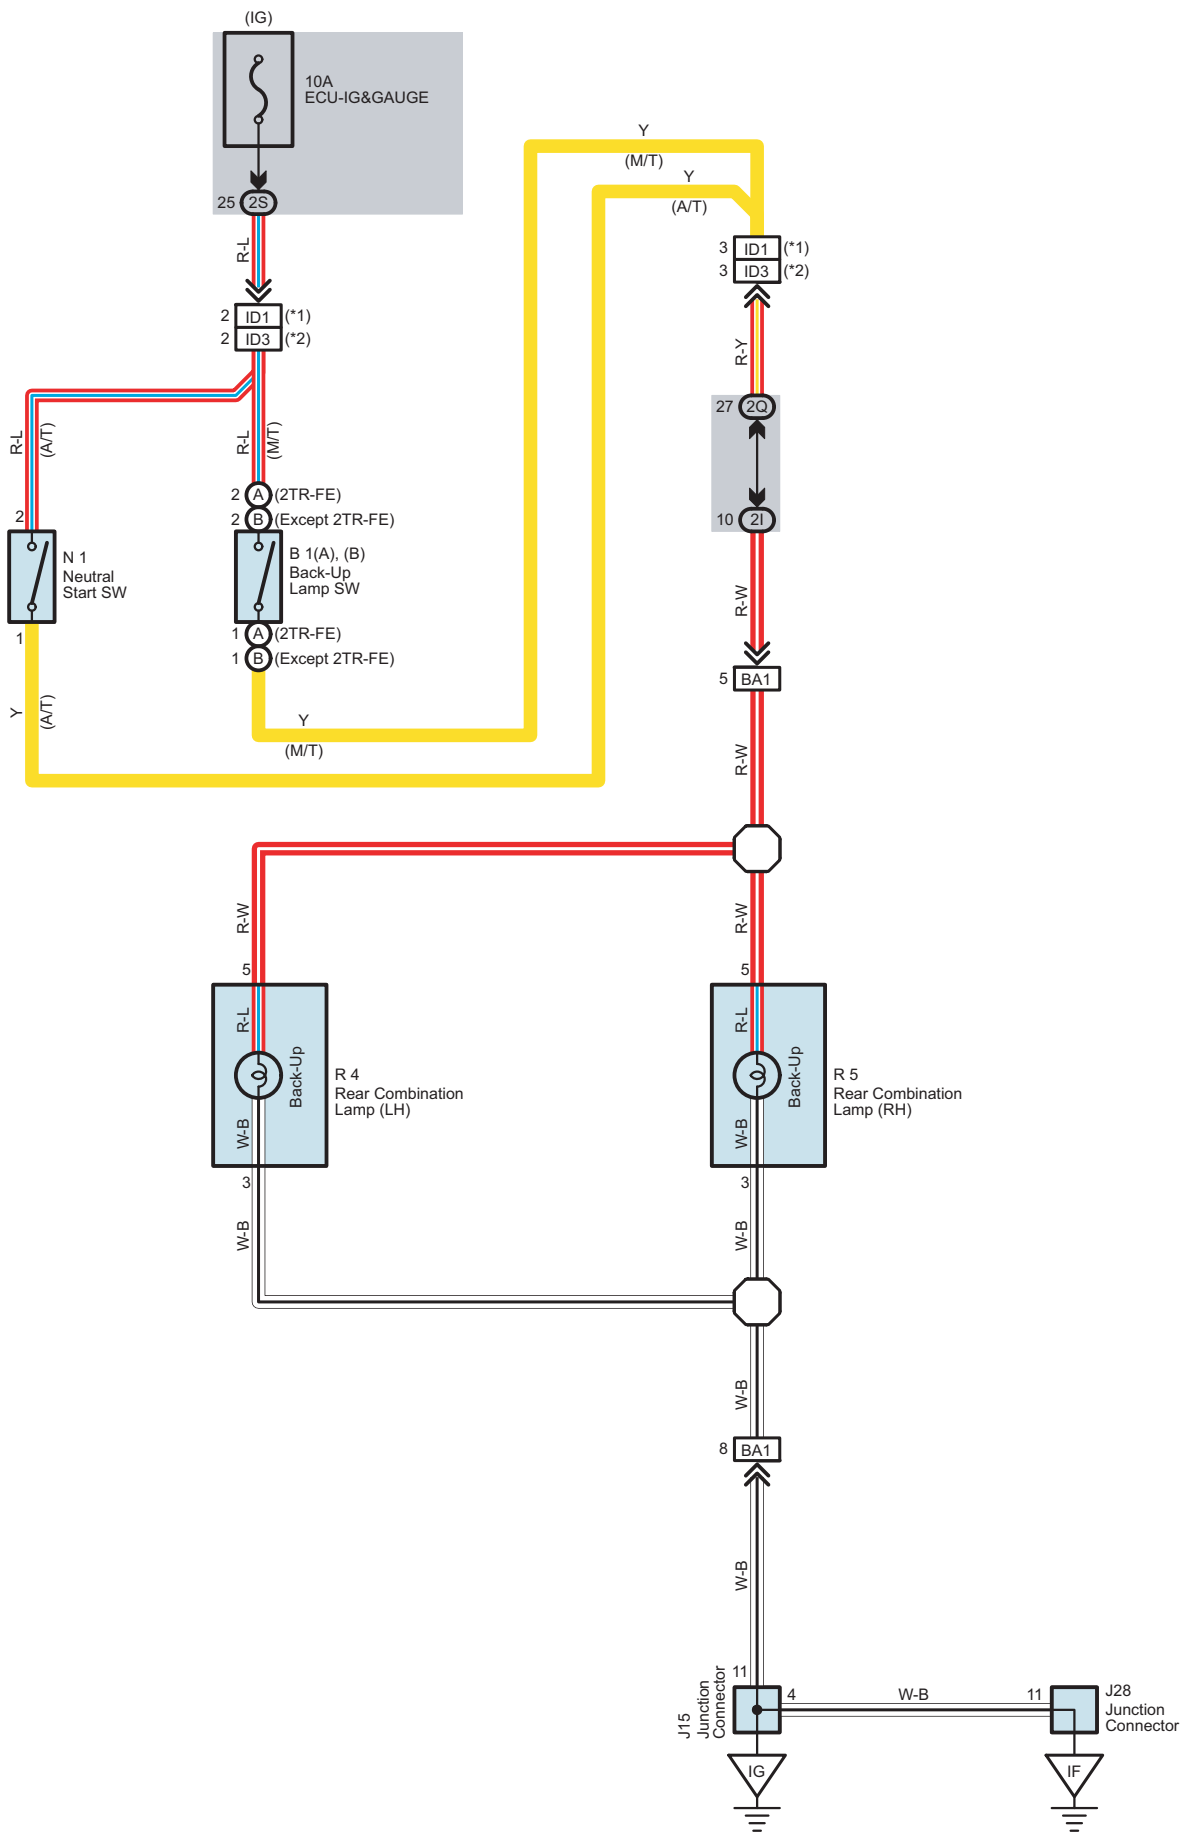 (IG)
10A
ECU-IG&GAUGE
25 2S
R-L
2 ID1 (*1)
2 ID3 (*2)
R-L
(A/T)
R-L
(M/T)
2 A (2TR-FE)
2 B (Except 2TR-FE)
2
N 1
Neutral
Start SW
1
B 1(A), (B)
Back-Up
Lamp SW
1 A (2TR-FE)
1 B (Except 2TR-FE)
Y
(A/T)
Y
(M/T)
Y
(M/T)
Y
(A/T)
3 ID1 (*1)
3 ID3 (*2)
R-Y
27 2Q
10 2I
R-W
5 BA1
R-W
R-W
R-W
5
R-L
Back-Up
W-B
R 4
Rear Combination
Lamp (LH)
3
W-B
5
R-L
Back-Up
W-B
R 5
Rear Combination
Lamp (RH)
3
W-B
W-B
8 BA1
W-B
11
J15
Junction
Connector
4
W-B
11
J28
Junction
Connector
IG
IF